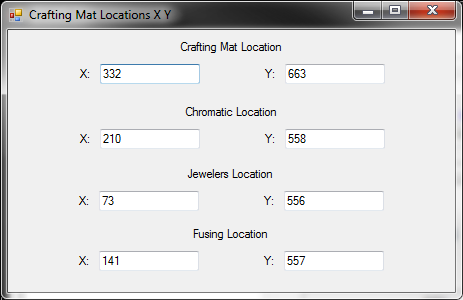 Crafting Mat Locations X Y
Crafting Mat Location
X: 332 Y: 663
Chromatic Location
X: 210 Y: 558
Jewelers Location
X: 73 Y: 556
Fusing Location
X: 141 Y: 557